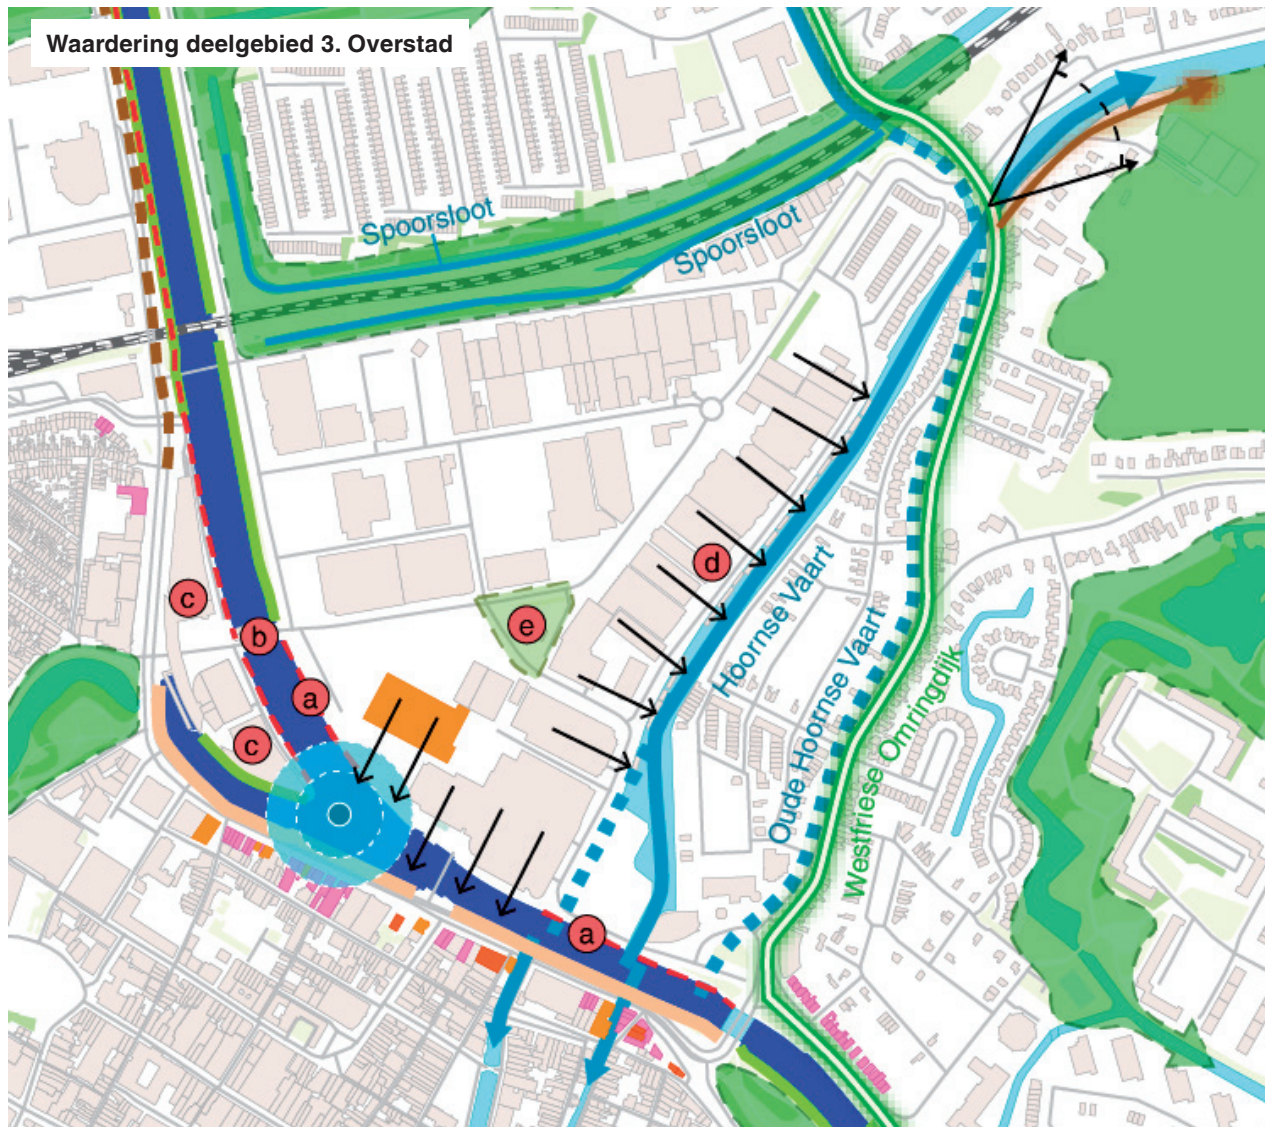 Waardering deelgebied 3. Overstad
Spoorsloot
Spoorsloot
d
Hoornse Vaart
c
e
b
Oude Hoornse Vaart
Westfriese Omringdijk
a
c
a